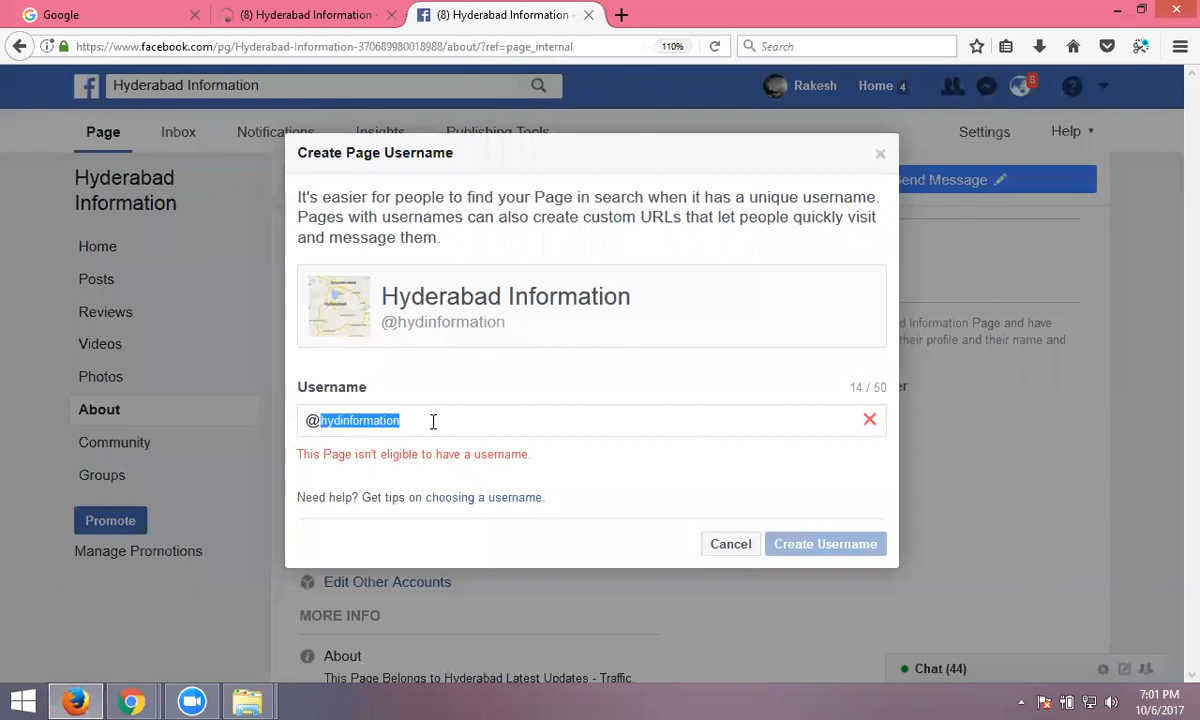 Google
(8) Hyderabad Information
(8) Hyderabad Information -
https://www.facebook.com/pg/Hyderabad-Information-370689980018988/about/?ref=page_internal
110%
Search
Hyderabad Information
Rakesh
Home 4
8
Page
Inbox
Notifications
Insights
Publishing Tools
Settings
Help
Hyderabad
Information
Home
Posts
Reviews
Videos
Photos
About
Community
Groups
Promote
Manage Promotions
Create Page Username
It's easier for people to find your Page in search when it has a unique username.
Pages with usernames can also create custom URLs that let people quickly visit
and message them.
Hyderabad Information
@hydinformation
Username
14 / 50
@hydinformation
This Page isn't eligible to have a username.
Need help? Get tips on choosing a username.
Cancel
Create Username
Send Message
d Information Page and have
their profile and their name and
er
Edit Other Accounts
MORE INFO
About
This Page Belongs to Hyderabad Latest Updates - Traffic,
Chat (44)
7:01 PM
10/6/2017